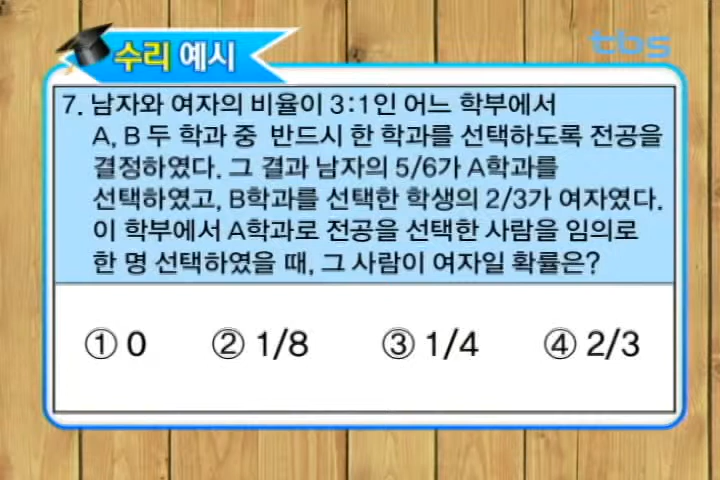 수리 예시
tbs
7. 남자와 여자의 비율이 3:1인 어느 학부에서
A, B 두 학과 중 반드시 한 학과를 선택하도록 전공을
결정하였다. 그 결과 남자의 5/6가 A학과를
선택하였고, B학과를 선택한 학생의 2/3가 여자였다.
이 학부에서 A학과로 전공을 선택한 사람을 임의로
한 명 선택하였을 때, 그 사람이 여자일 확률은?
① 0 ② 1/8 ③ 1/4 ④ 2/3